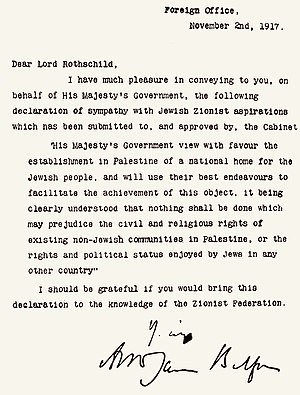 Foreign Office,
November 2nd, 1917.
Dear Lord Rothschild,
I have much pleasure in conveying to you, on
behalf of His Majesty's Government, the following
declaration of sympathy with Jewish Zionist aspirations
which has been submitted to, and approved by, the Cabinet
"His Majesty's Government view with favour the
establishment in Palestine of a national home for the
Jewish people, and will use their best endeavours to
facilitate the achievement of this object, it being
clearly understood that nothing shall be done which
may prejudice the civil and religious rights of
existing non-Jewish communities in Palestine, or the
rights and political status enjoyed by Jews in any
other country"
I should be grateful if you would bring this
declaration to the knowledge of the Zionist Federation.
Arthur James Balfour